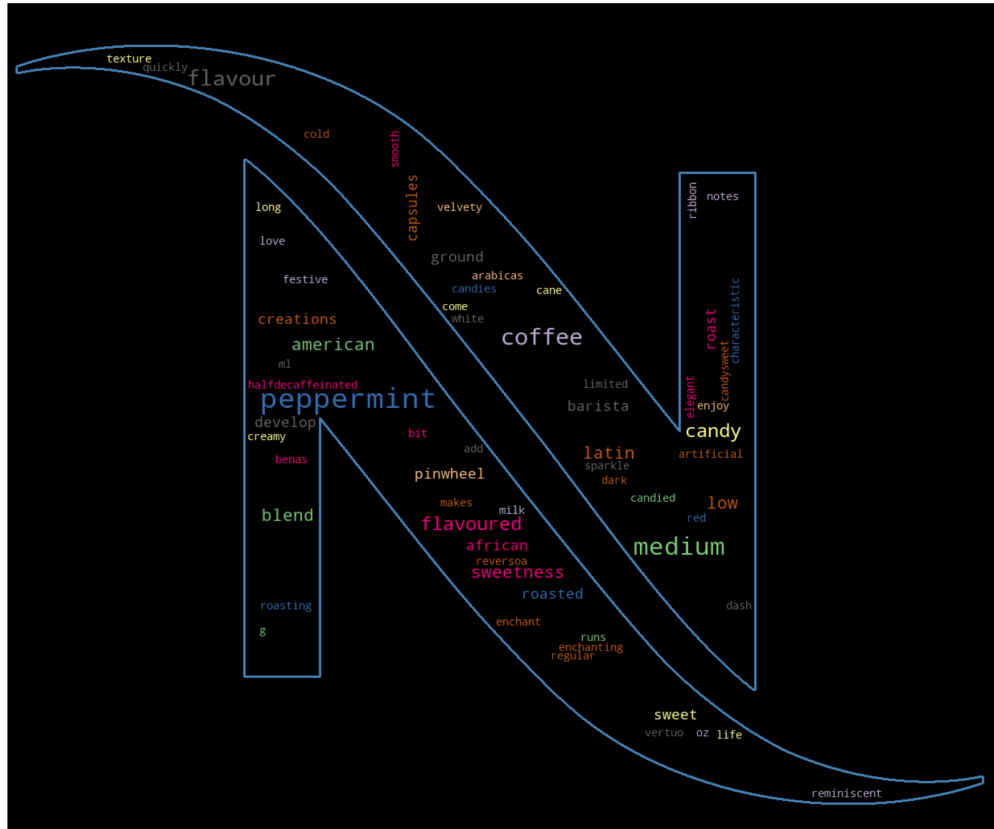 texture
quickly
flavour
cold
smooth
capsules
velvety
ribbon
notes
long
love
ground
festive
arabicas
candies
cane
characteristic
come
white
creations
roast
coffee
american
candysweet
ml
halfdecaffeinated
limited
elegant
peppermint
barista
enjoy
develop
candy
creamy
bit
add
latin
artificial
benas
sparkle
pinwheel
dark
makes
candied
low
milk
blend
red
flavoured
african
medium
reversoa
sweetness
roasted
roasting
dash
enchant
g
runs
enchanting
regular
sweet
vertuo
oz
life
reminiscent